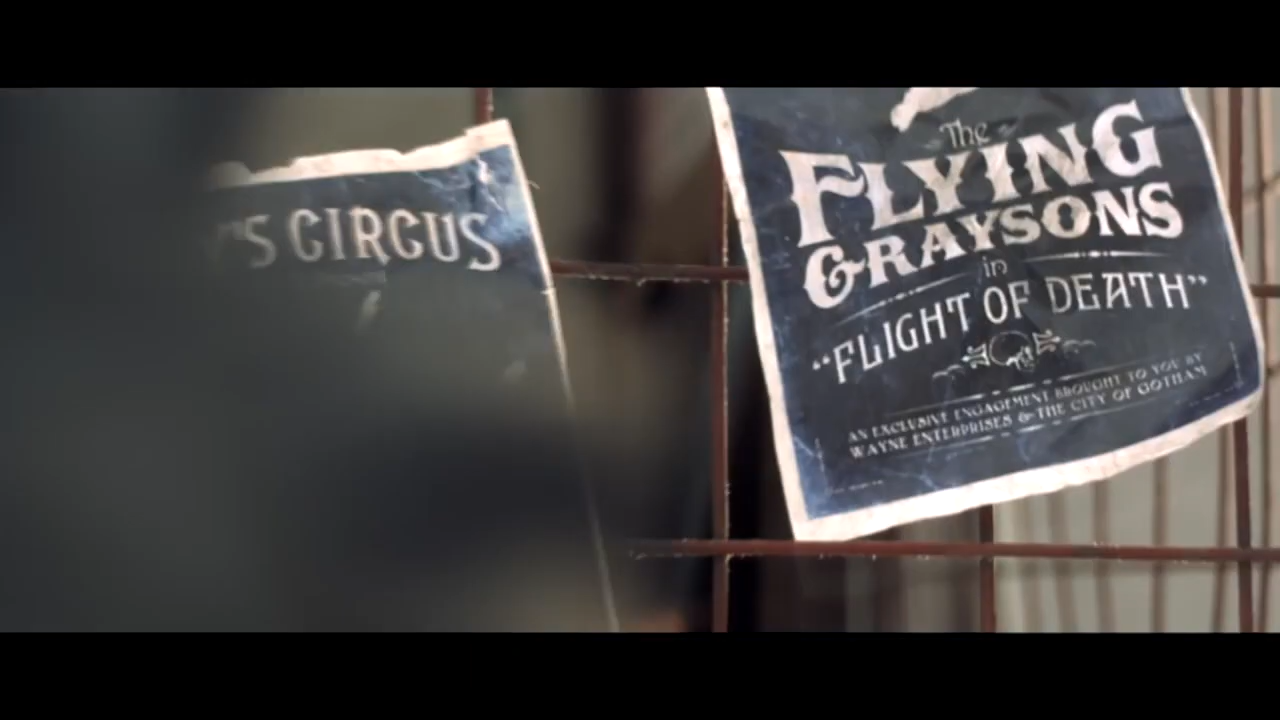 'S CIRCUS
The
FLYING
GRAYSONS
in
"FLIGHT OF DEATH"
AN EXCLUSIVE ENGAGEMENT BROUGHT TO YOU BY
WAYNE ENTERPRISES & THE CITY OF GOTHAM